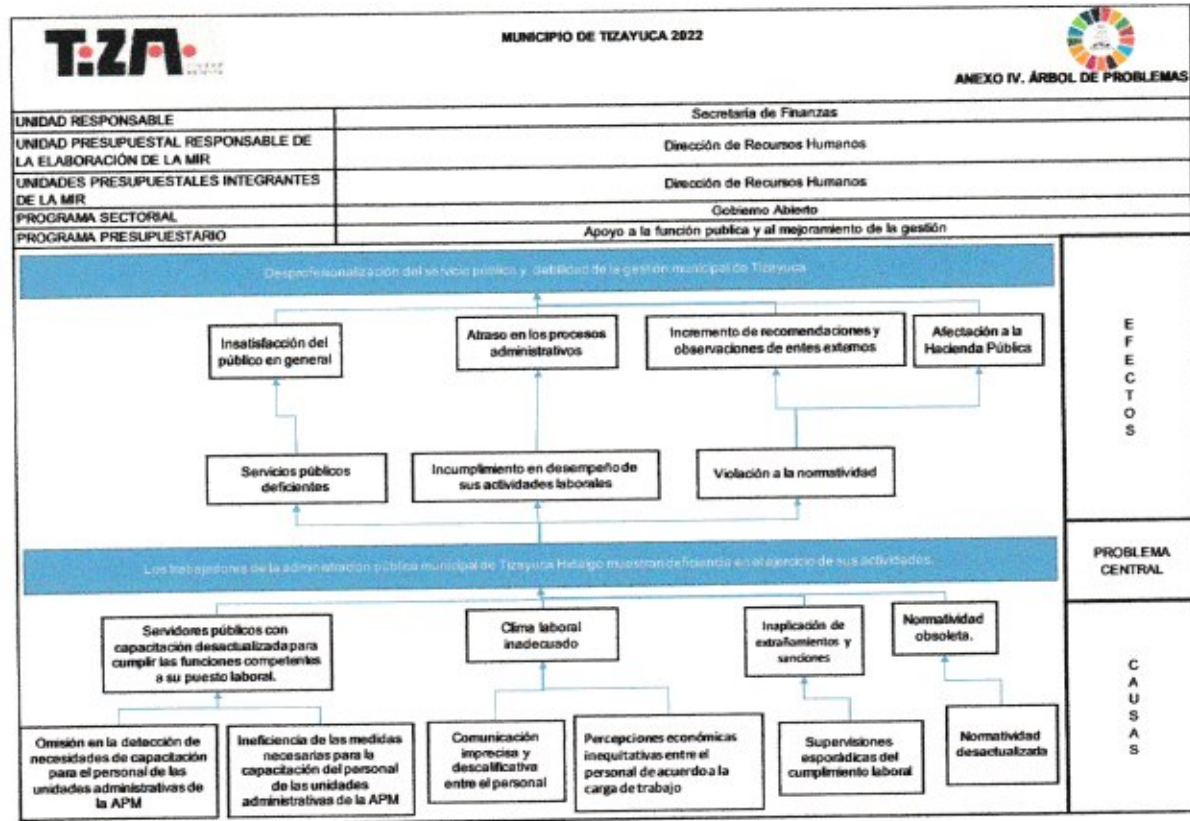 TIZA.
MUNICIPIO DE TIZAYUCA 2022
ANEXO IV. ÁRBOL DE PROBLEMAS
UNIDAD RESPONSABLE
Secretaría de Finanzas
UNIDAD PRESUPUESTAL RESPONSABLE DE
LA ELABORACIÓN DE LA MIR
Dirección de Recursos Humanos
UNIDADES PRESUPUESTALES INTEGRANTES
DE LA MIR
Dirección de Recursos Humanos
PROGRAMA SECTORIAL
Gobierno Abierto
PROGRAMA PRESUPUESTARIO
Apoyo a la función publica y al mejoramiento de la gestión
Desprofesionalización del servicio público y debilidad de la gestión municipal de Tizayuca
Insatisfacción del
público en general
Atraso en los procesos
administrativos
Incremento de recomendaciones y
observaciones de entes externos
Afectación a la
Hacienda Pública
EFECTOS
Servicios públicos
deficientes
Incumplimiento en desempeño de
sus actividades laborales
Violación a la normatividad
Los trabajadores de la administración pública municipal de Tizayuca Hidalgo muestran deficiencia en el ejercicio de sus actividades.
PROBLEMA
CENTRAL
Servidores públicos con
capacitación desactualizada para
cumplir las funciones competentes
a su puesto laboral.
Clima laboral
inadecuado
Inaplicación de
extrañamientos y
sanciones
Normatividad
obsoleta.
CAUSAS
Omisión en la detección de
necesidades de capacitación
para el personal de las
unidades administrativas de
la APM
Ineficiencia de las medidas
necesarias para la
capacitación del personal
de las unidades
administrativas de la APM
Comunicación
imprecisa y
descalificativa
entre el personal
Percepciones económicas
inequitativas entre el
personal de acuerdo a la
carga de trabajo
Supervisiones
esporádicas del
cumplimiento laboral
Normatividad
desactualizada